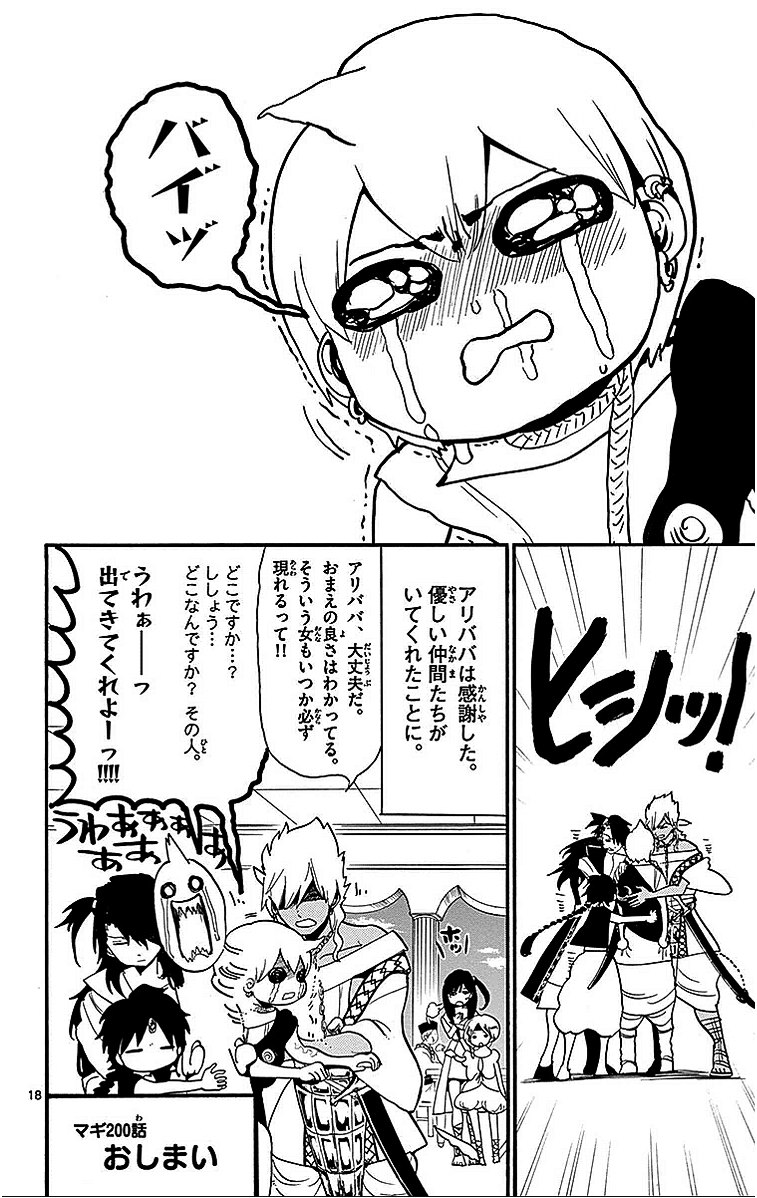 バイッ
ヒシッ!
アリババは感謝した。
優しい仲間たちが
いてくれたことに。
アリババ、大丈夫だ。
おまえの良さはわかってる。
そういう女もいつか必ず
現れるって!!
どこですか…?
ししょう…
どこなんですか? その人。
うわぁ――っ
出てきてくれよーっ!!!!
うわあぁぁぁぁぁぁ
ホッ
18
マギ200話
おしまい